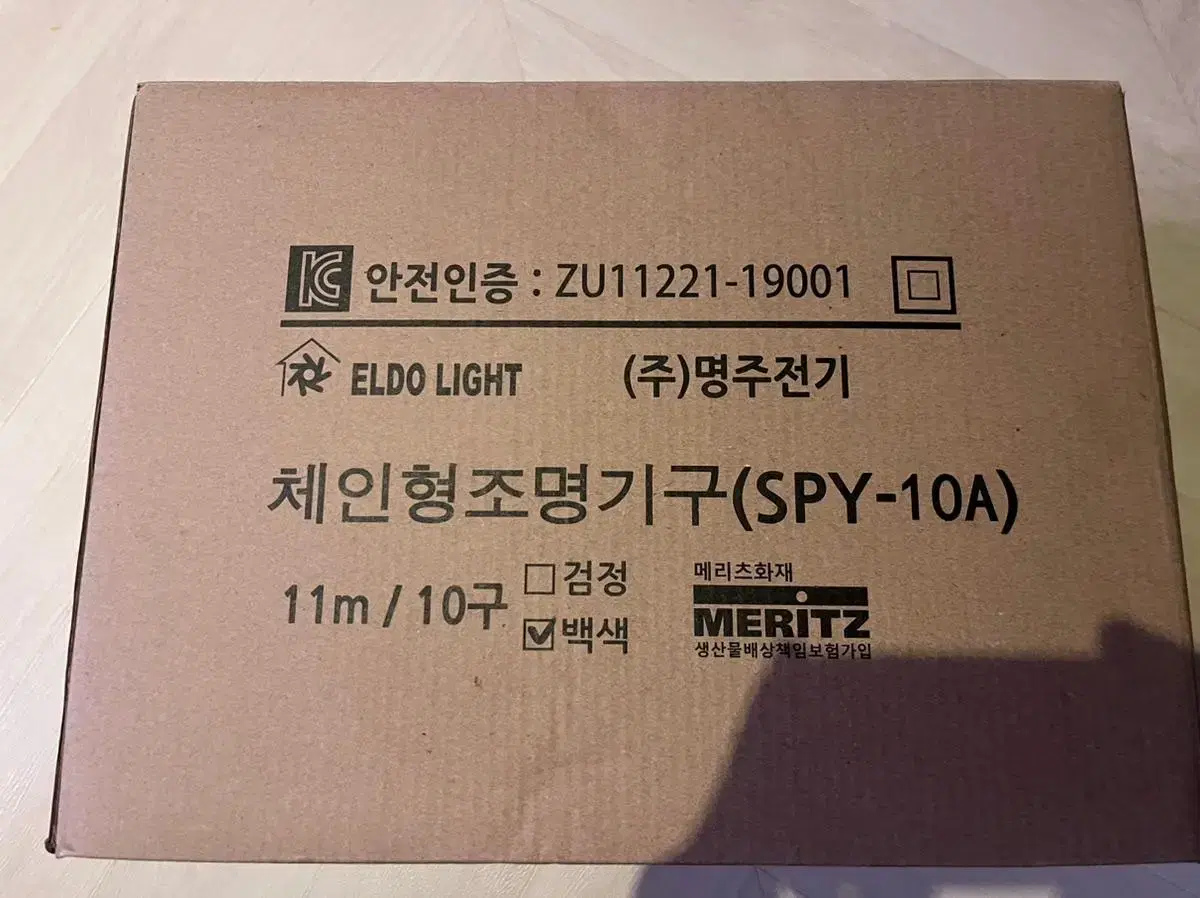 안전인증 : ZU11221-19001
ELDO LIGHT (주)명주전기
체인형조명기구(SPY-10A)
11m / 10구
검정
백색
메리츠화재
MERITZ
생산물배상책임보험가입